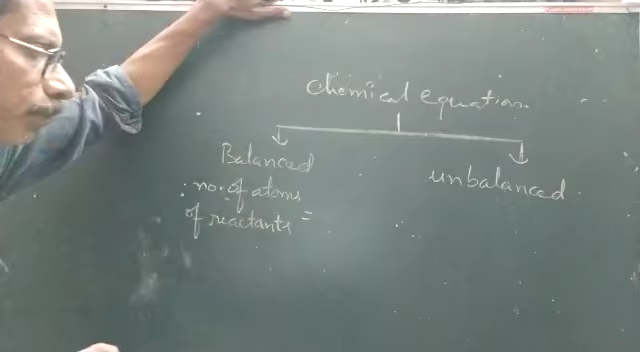 Chemical equation
Balanced
unbalanced
no. of atoms
of reactants =